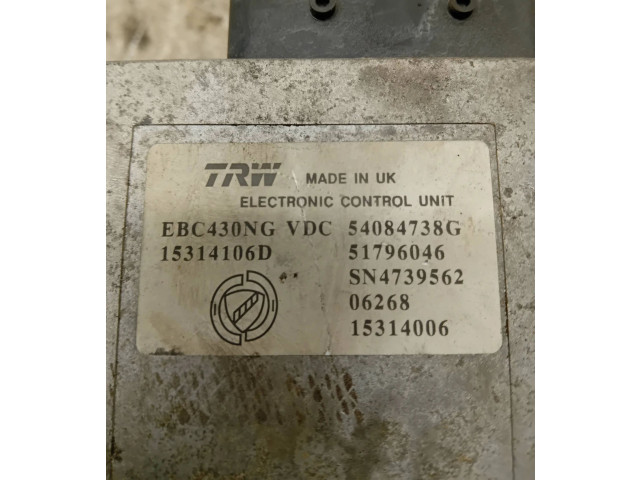 TRW MADE IN UK
ELECTRONIC CONTROL UNIT
EBC430NG VDC 54084738G
15314106D 51796046
SN4739562
06268
15314006